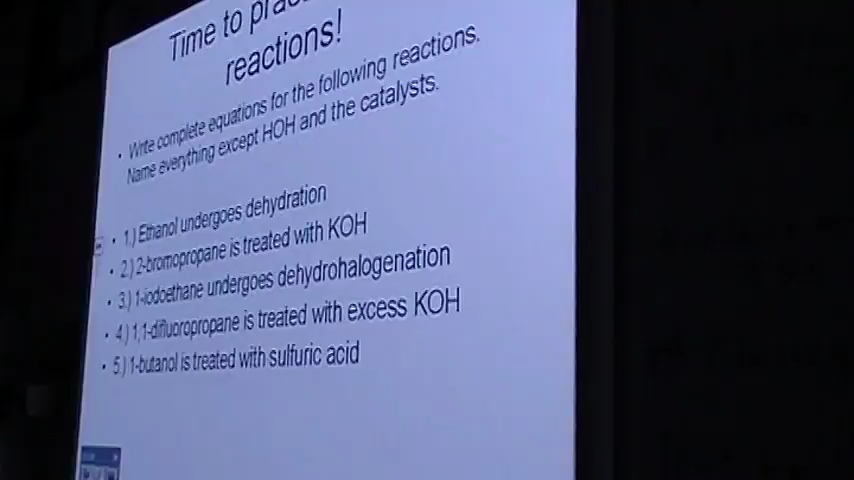 Time to
reactions!
• Write complete equations for the following reactions.
Name everything except HOH and the catalysts.
• 1.) Ethanol undergoes dehydration
• 2.) 2-bromopropane is treated with KOH
• 3.) 1-iodoethane undergoes dehydrohalogenation
• 4.) 1,1-difluoropropane is treated with excess KOH
• 5.) 1-butanol is treated with sulfuric acid